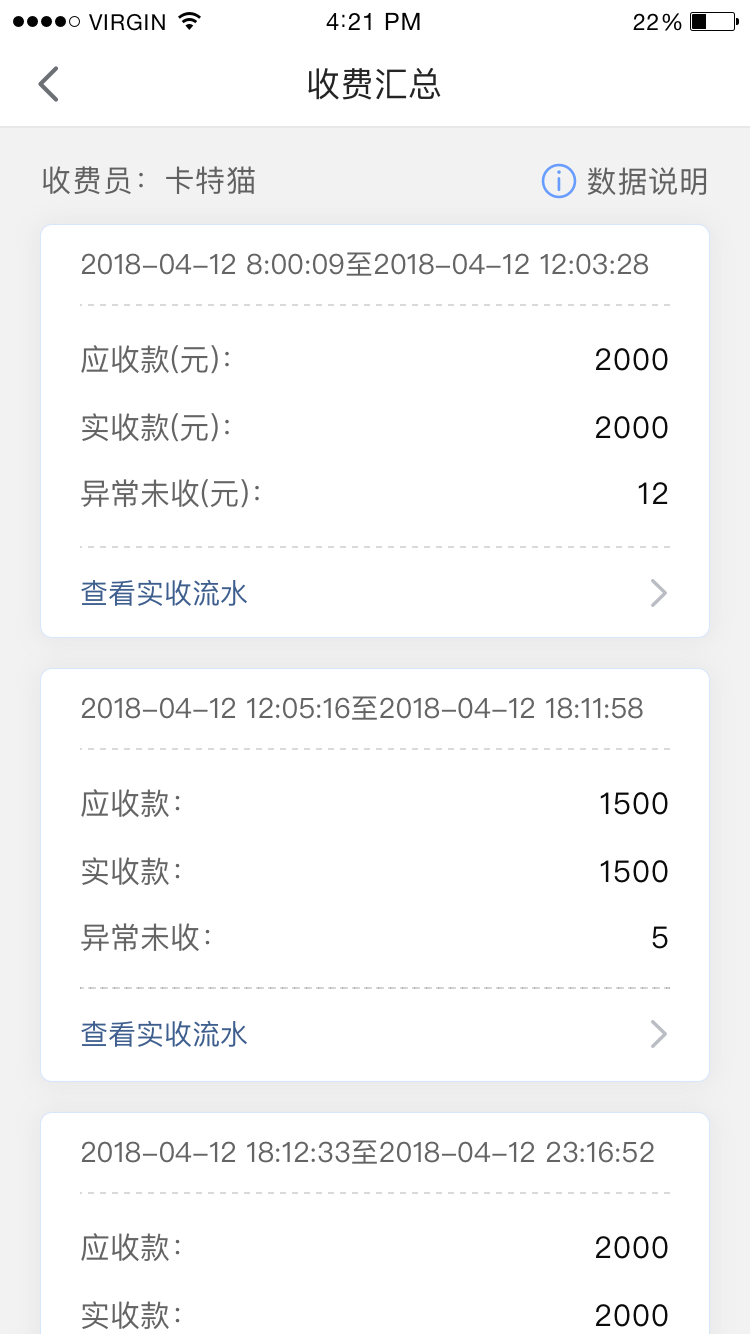 VIRGIN 4:21 PM 22%
收费汇总
收费员：卡特猫 数据说明
2018-04-12 8:00:09至2018-04-12 12:03:28
应收款(元)： 2000
实收款(元)： 2000
异常未收(元)： 12
查看实收流水
2018-04-12 12:05:16至2018-04-12 18:11:58
应收款： 1500
实收款： 1500
异常未收： 5
查看实收流水
2018-04-12 18:12:33至2018-04-12 23:16:52
应收款： 2000
实收款： 2000